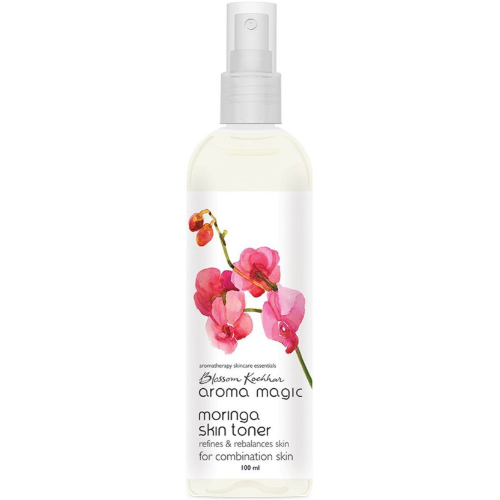 aromatherapy skincare essentials
Blossom Kochhar
aroma magic
moringa
skin toner
refines & rebalances skin
for combination skin
100 ml